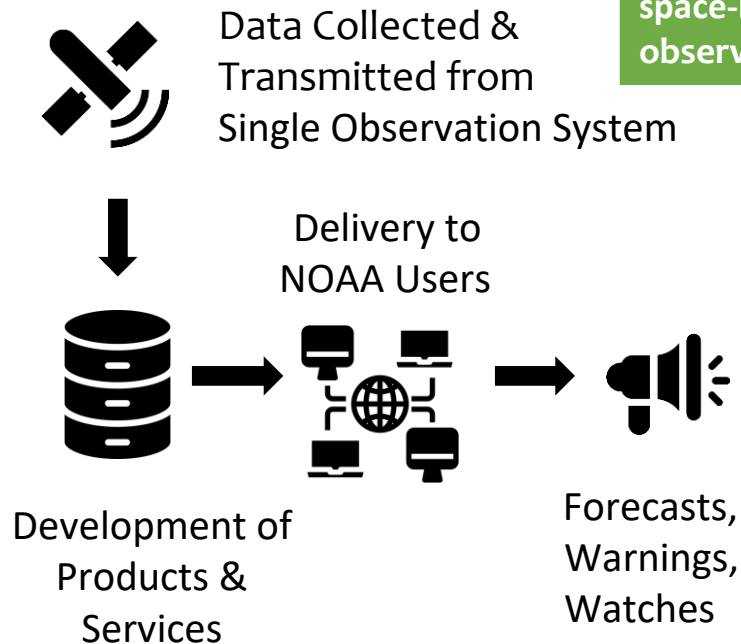 Data Collected &
Transmitted from
Single Observation System
Delivery to
NOAA Users
Development of
Products &
Services
Forecasts,
Warnings,
Watches